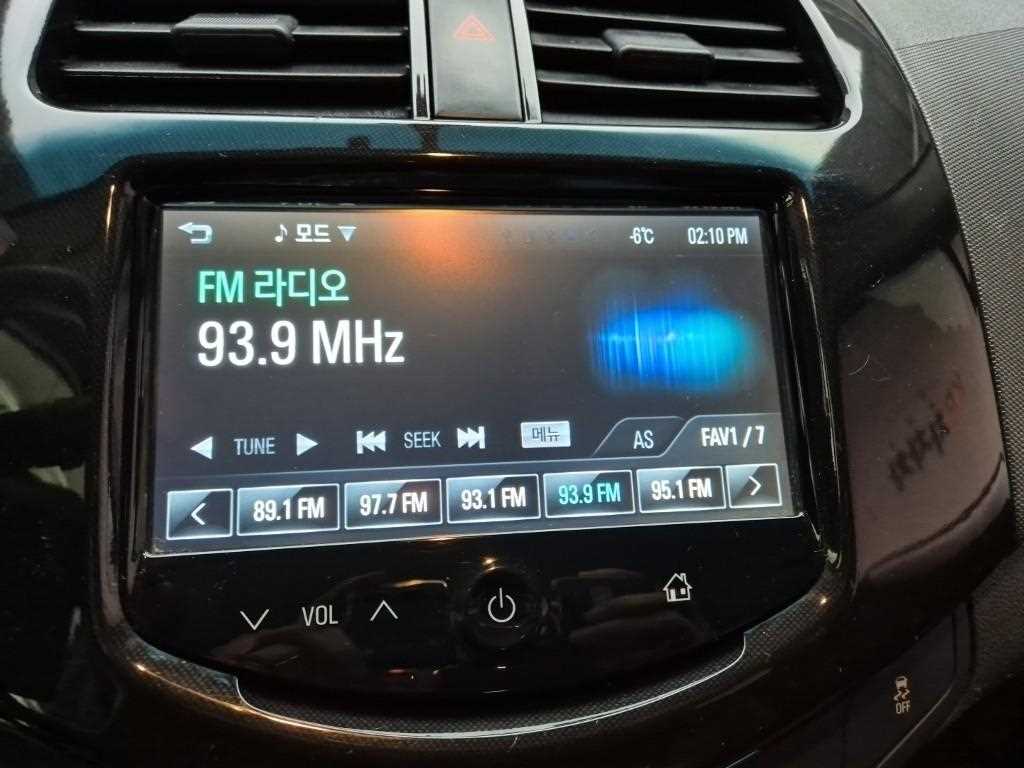 ♪ 모드 ▼ -6℃ 02:10 PM
FM 라디오
93.9 MHz
◀ TUNE ▶ SEEK 메뉴 AS FAV1 / 7
< 89.1 FM 97.7 FM 93.1 FM 93.9 FM 95.1 FM >
VOL
OFF